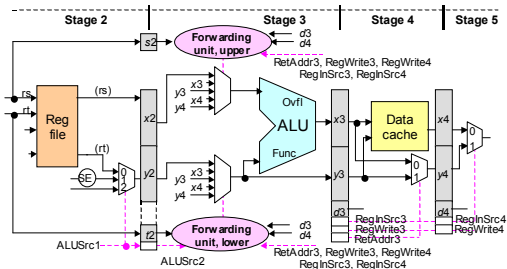 Stage 2 Stage 3 Stage 4 Stage 5
s2 Forwarding unit, upper d3
d4
RetAddr3, RegWrite3, RegWrite4
RegInSrc3, RegInSrc4
rs (rs)
rt
Reg file
x2 x3 y3 x4 y4
Ovfl
ALU
Func
x3
Data cache
x4
0
1
(rt)
SE
0
1
2
y2 y3 x3 y4 x4
y3
0
1
y4
d3 d4
t2 Forwarding unit, lower d3
d4
RegInSrc3 RegInSrc4
RegWrite3 RegWrite4
RetAddr3
ALUSrc1 ALUSrc2
RetAddr3, RegWrite3, RegWrite4
RegInSrc3, RegInSrc4